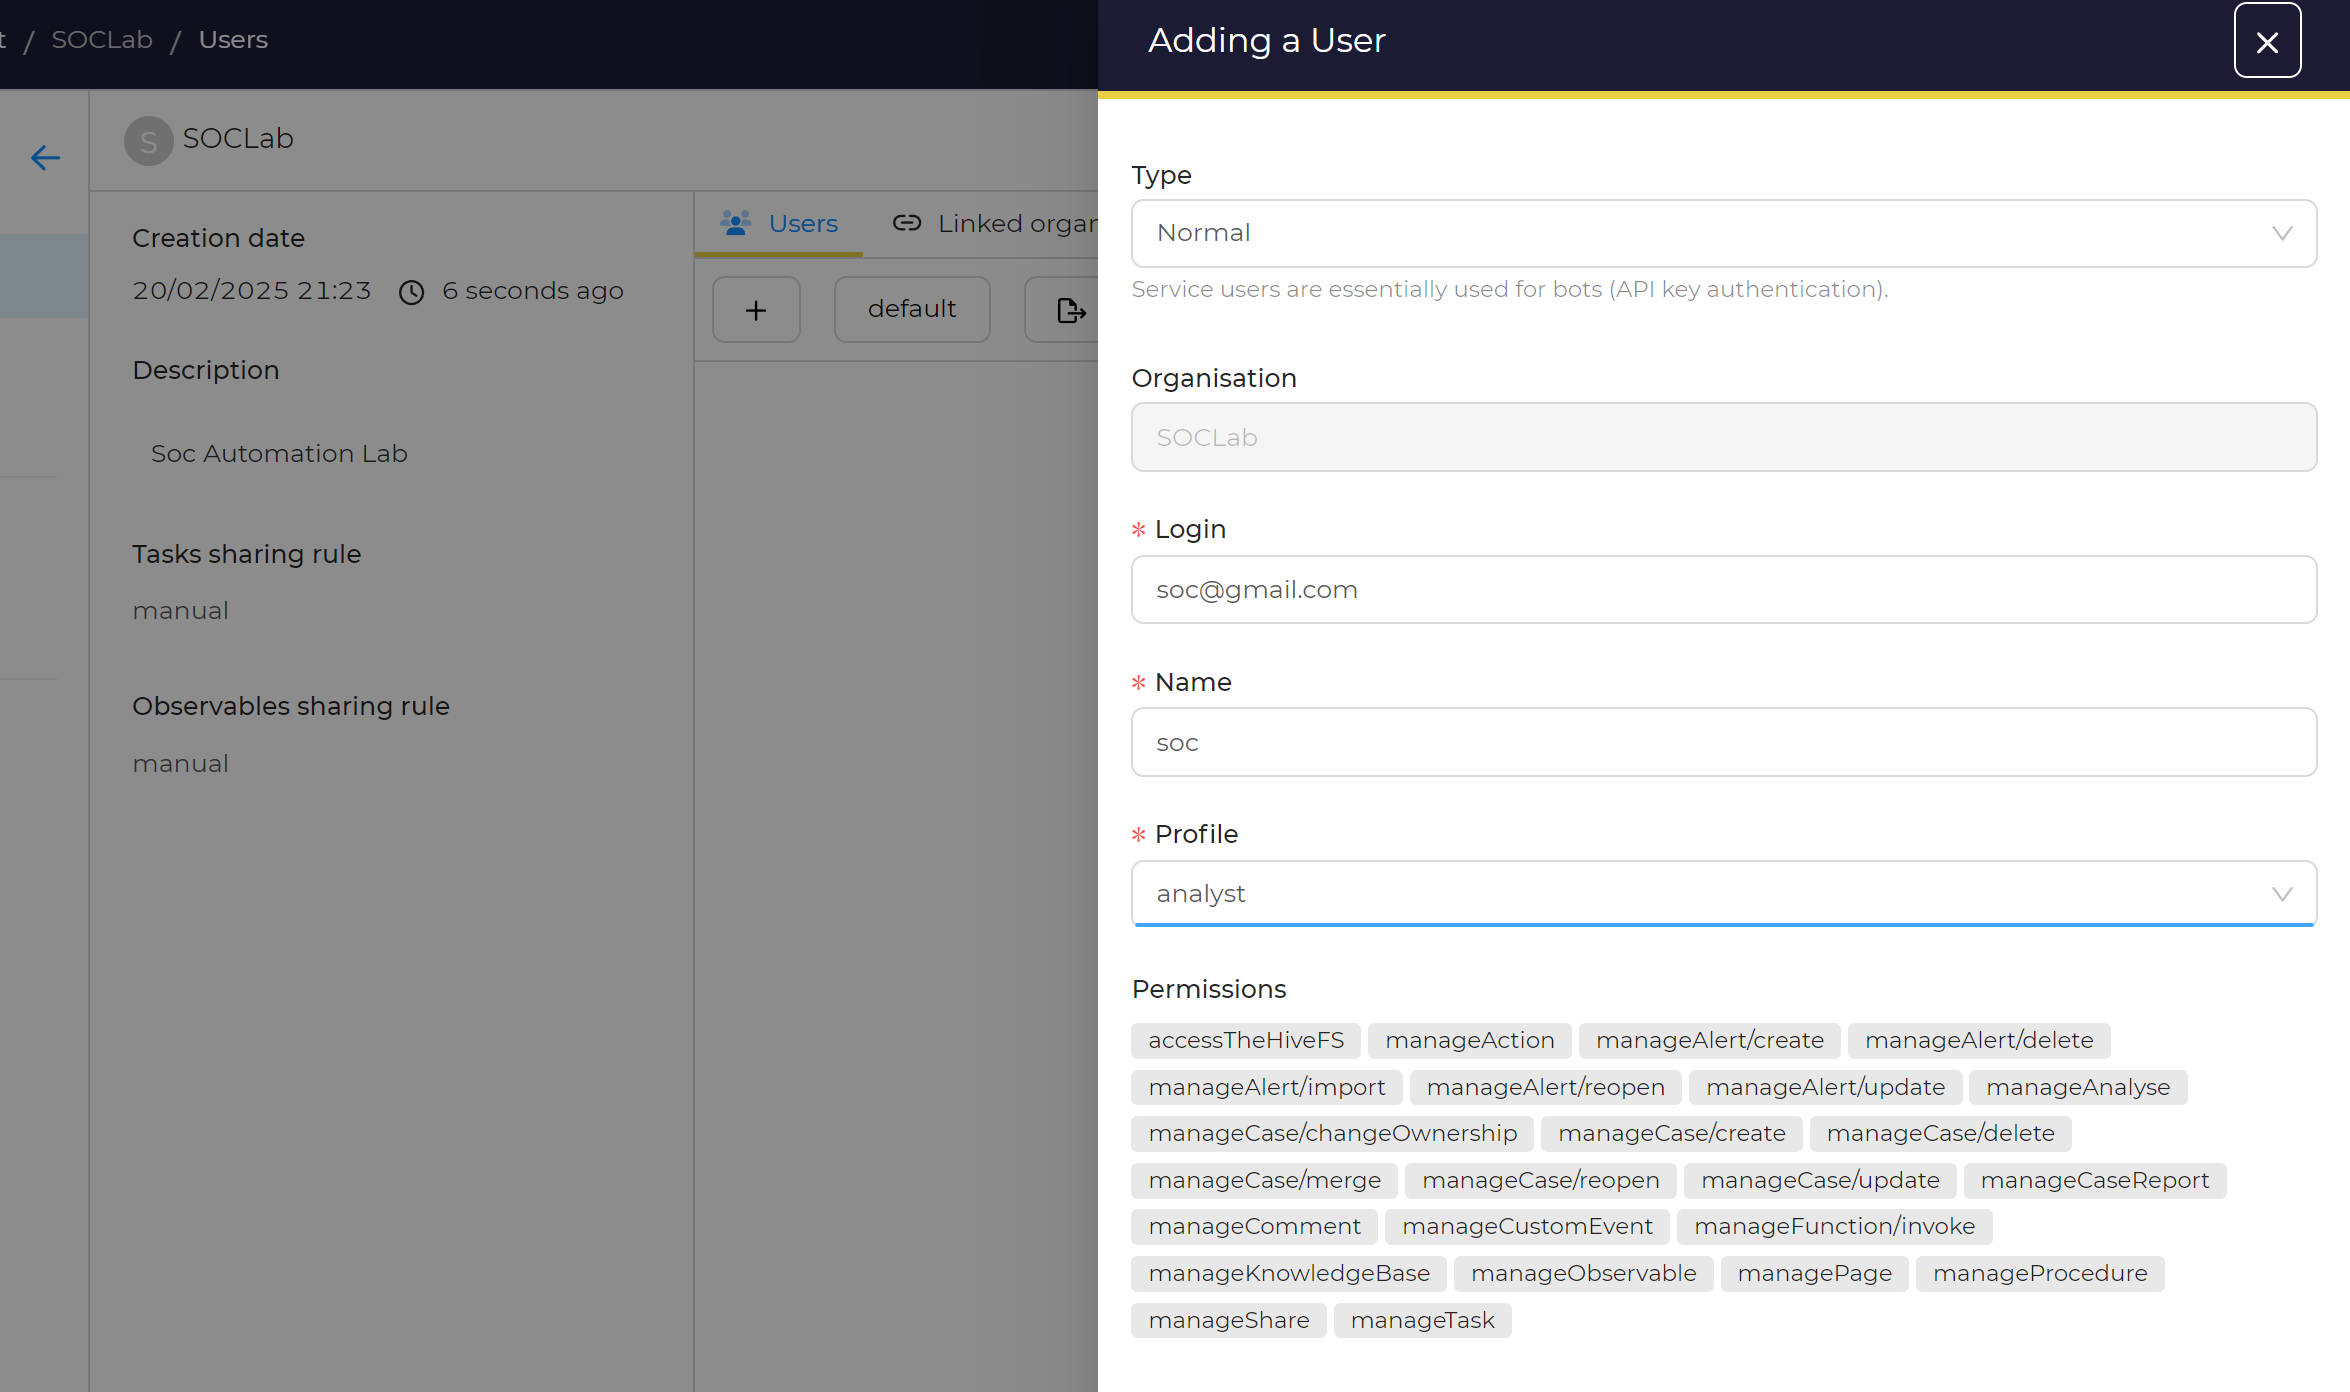 / SOCLab / Users
Adding a User
S SOCLab
Creation date
20/02/2025 21:23 6 seconds ago
Description
Soc Automation Lab
Tasks sharing rule
manual
Observables sharing rule
manual
Users Linked organ
default
Type
Normal
Service users are essentially used for bots (API key authentication).
Organisation
SOCLab
* Login
soc@gmail.com
* Name
soc
* Profile
analyst
Permissions
accessTheHiveFS manageAction manageAlert/create manageAlert/delete
manageAlert/import manageAlert/reopen manageAlert/update manageAnalyse
manageCase/changeOwnership manageCase/create manageCase/delete
manageCase/merge manageCase/reopen manageCase/update manageCaseReport
manageComment manageCustomEvent manageFunction/invoke
manageKnowledgeBase manageObservable managePage manageProcedure
manageShare manageTask